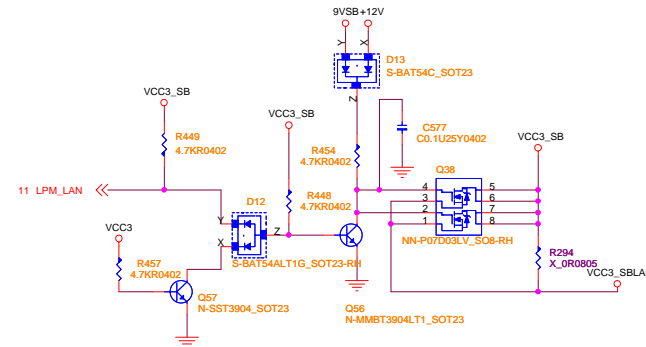 9VSB +12V
Y
X
D13
S-BAT54C_SOT23
Z
VCC3_SB
VCC3_SB
C577
C0.1U25Y0402
VCC3_SB
R449
4.7KR0402
R454
4.7KR0402
Q38
11 LPM_LAN
D12
R448
4.7KR0402
4
5
3
6
2
7
1
8
Y
Z
X
VCC3
NN-P07D03LV_SO8-RH
S-BAT54ALT1G_SOT23-RH
R294
X_0R0805
R457
4.7KR0402
VCC3_SBLA
Q57
N-SST3904_SOT23
Q56
N-MMBT3904LT1_SOT23